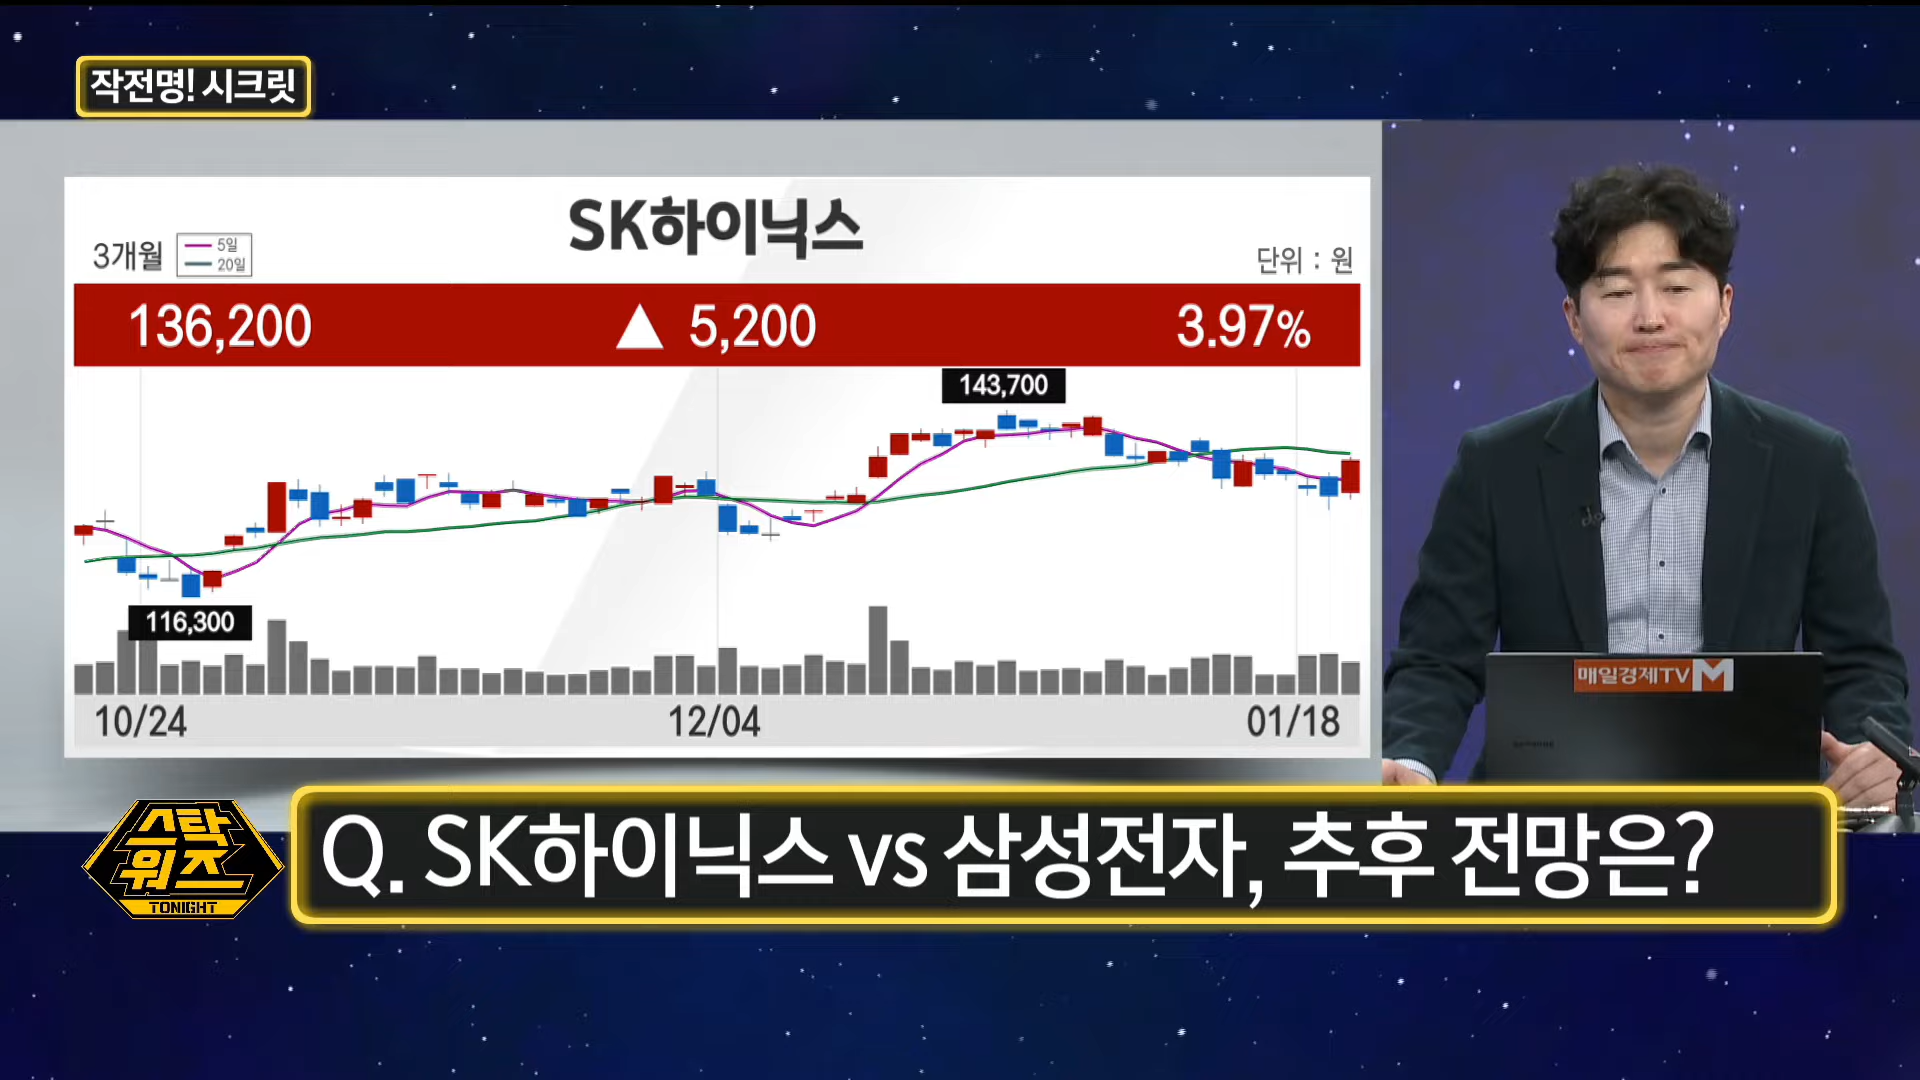 작전명! 시크릿
SK하이닉스
3개월
5일
20일
단위 : 원
136,200 ▲ 5,200 3.97%
143,700
116,300
10/24 12/04 01/18
매일경제TV M
스탁
워즈
TONIGHT
Q. SK하이닉스 vs 삼성전자, 추후 전망은?